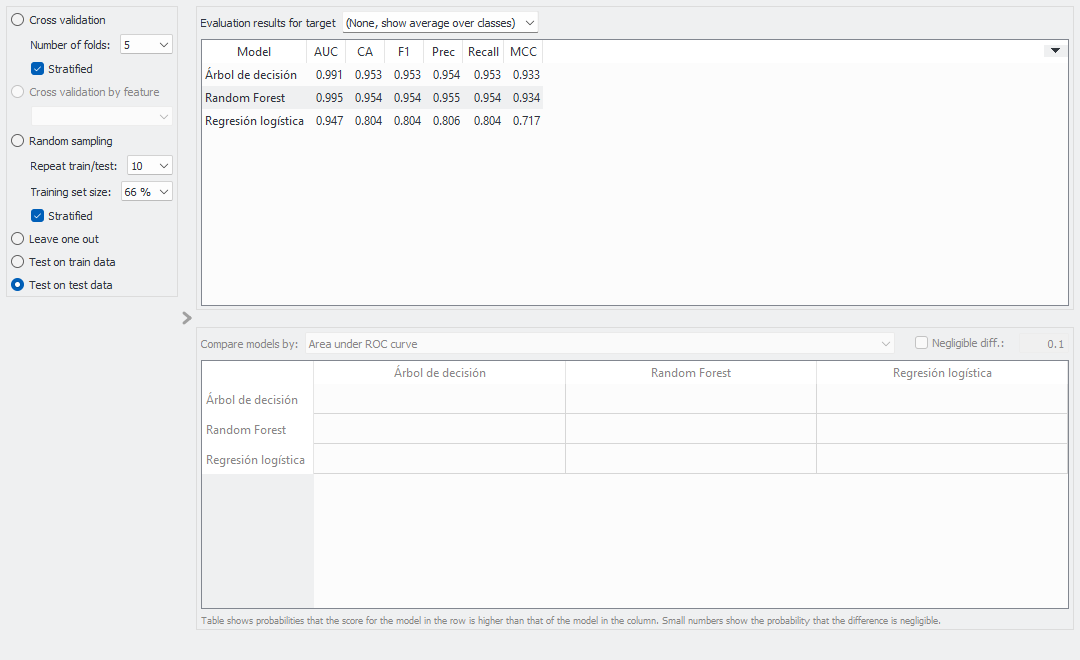 Cross validation
Number of folds: 5
Stratified
Cross validation by feature
Random sampling
Repeat train/test: 10
Training set size: 66 %
Stratified
Leave one out
Test on train data
Test on test data
Evaluation results for target (None, show average over classes)
Model AUC CA F1 Prec Recall MCC
Árbol de decisión 0.991 0.953 0.953 0.954 0.953 0.933
Random Forest 0.995 0.954 0.954 0.955 0.954 0.934
Regresión logística 0.947 0.804 0.804 0.806 0.804 0.717
Compare models by: Area under ROC curve Negligible diff.: 0.1
Árbol de decisión Random Forest Regresión logística
Árbol de decisión
Random Forest
Regresión logística
Table shows probabilities that the score for the model in the row is higher than that of the model in the column. Small numbers show the probability that the difference is negligible.